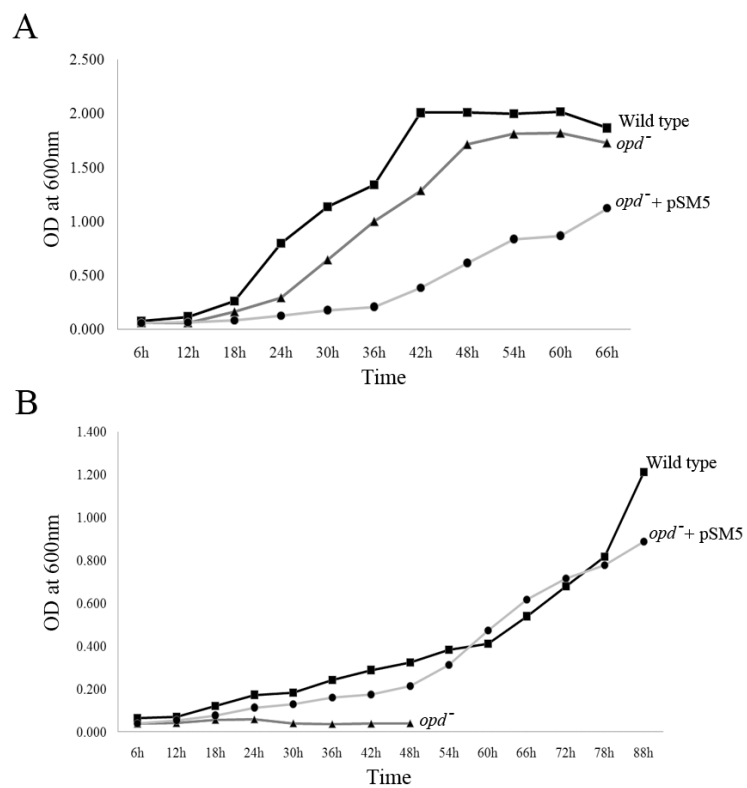 A
2.500
2.000
1.500
1.000
0.500
0.000
OD at 600nm
Wild type
opd⁻
opd⁻+ pSM5
6h 12h 18h 24h 30h 36h 42h 48h 54h 60h 66h
Time
B
1.400
1.200
1.000
0.800
0.600
0.400
0.200
0.000
OD at 600nm
Wild type
opd⁻+ pSM5
opd⁻
6h 12h 18h 24h 30h 36h 42h 48h 54h 60h 66h 72h 78h 88h
Time